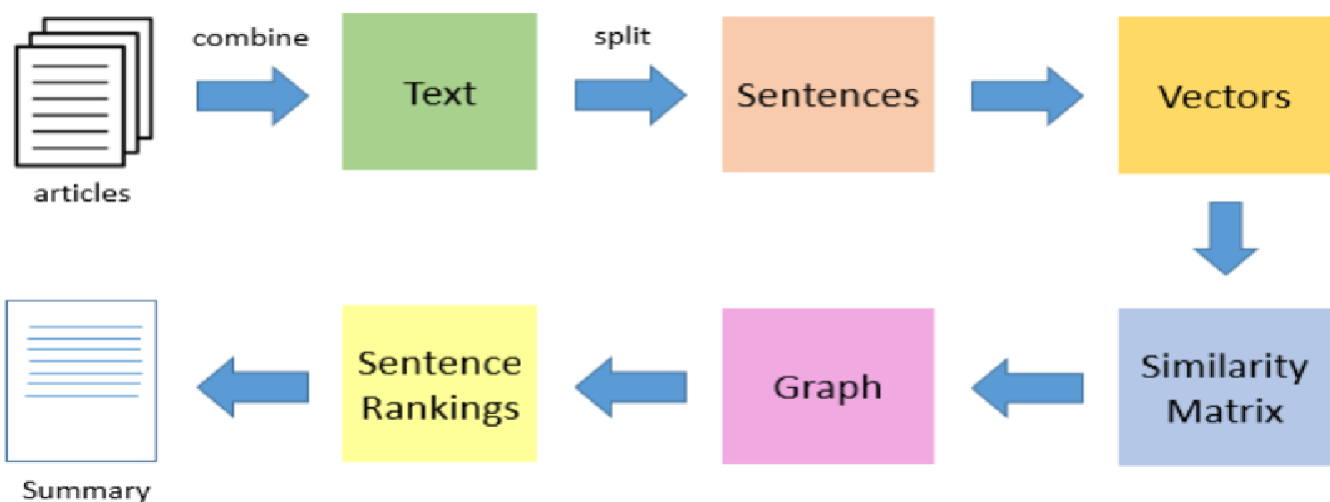 combine
split
Text
Sentences
Vectors
articles
Similarity
Matrix
Graph
Sentence
Rankings
Summary